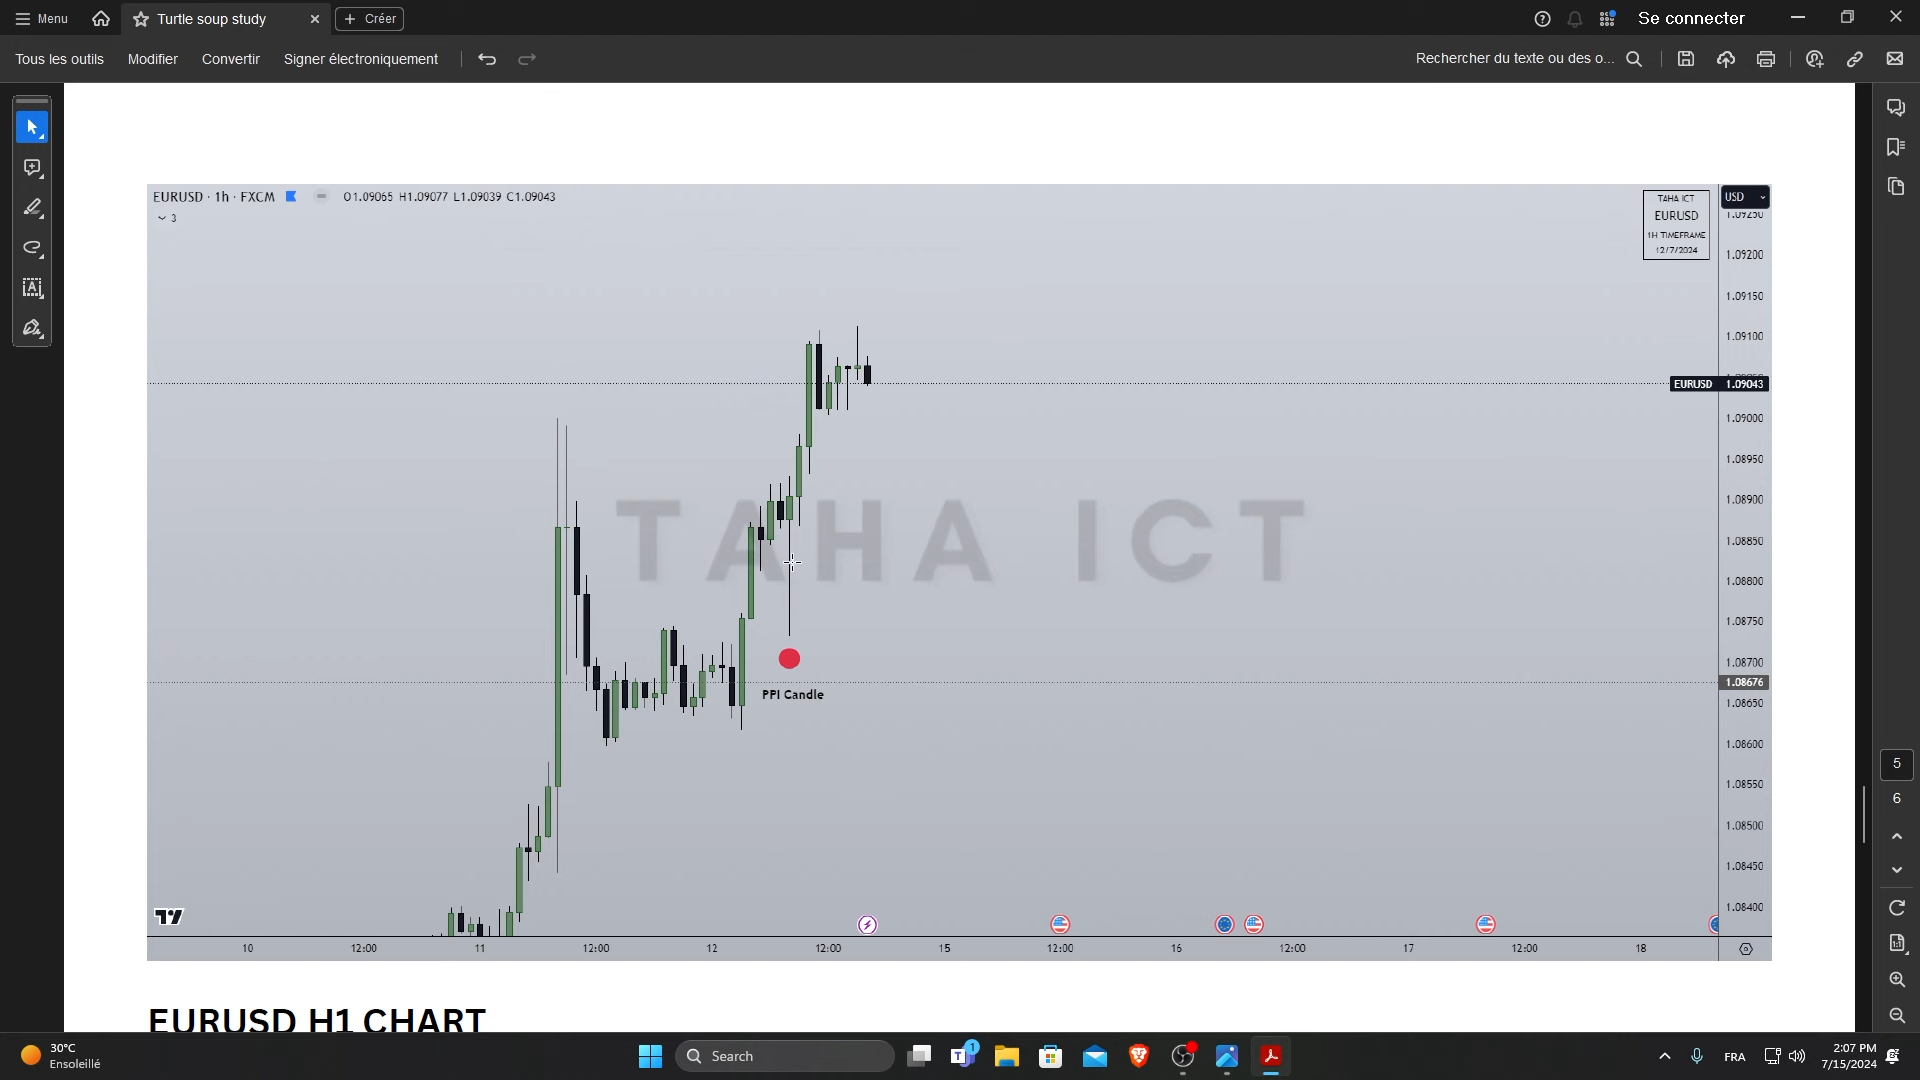 Menu
Turtle soup study
Créer
Se connecter
Tous les outils
Modifier
Convertir
Signer électroniquement
Rechercher du texte ou des o...
EURUSD · 1h · FXCM
O1.09065 H1.09077 L1.09039 C1.09043
3
TAHA ICT
EURUSD
1H TIMEFRAME
12/7/2024
USD
1.09250
1.09200
1.09150
1.09100
EURUSD 1.09043
1.09000
1.08950
1.08900
1.08850
1.08800
1.08750
1.08700
1.08676
1.08650
1.08600
1.08550
1.08500
1.08450
1.08400
TAHA ICT
PPI Candle
10
12:00
11
12:00
12
12:00
15
12:00
16
12:00
17
12:00
18
EURUSD H1 CHART
5
6
1:1
30°C
Ensoleillé
Search
1
FRA
2:07 PM
7/15/2024